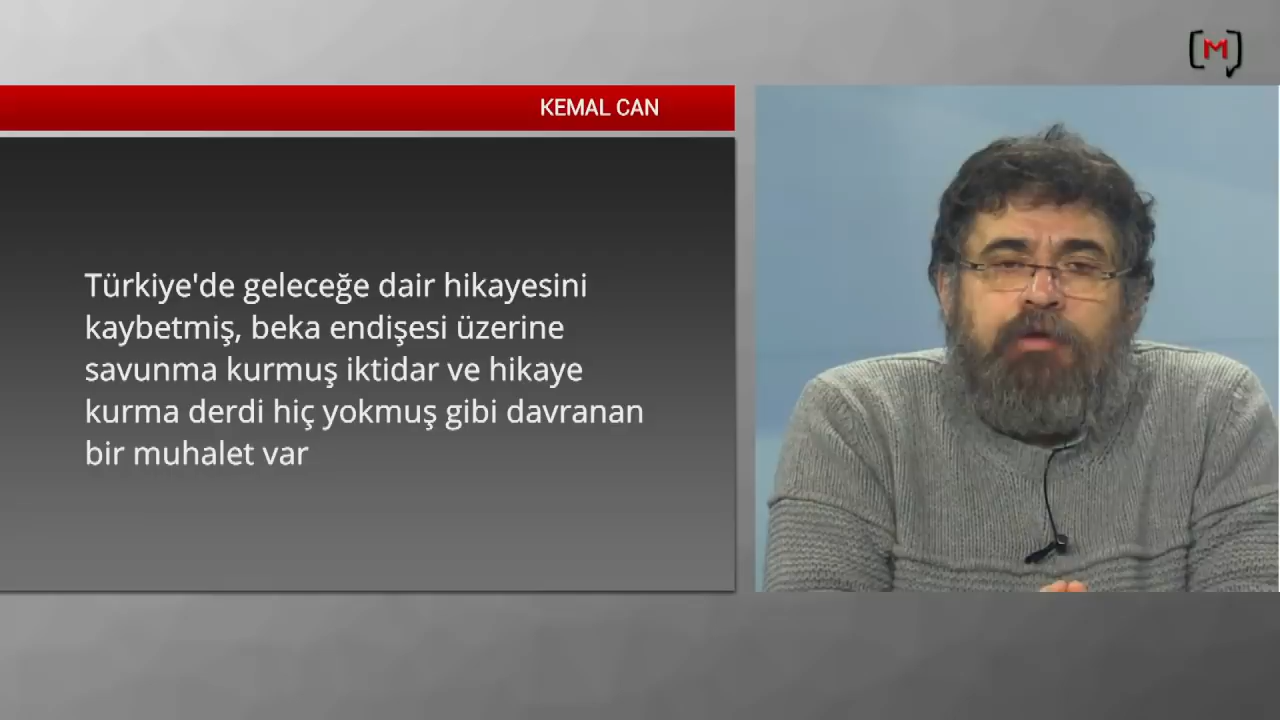 M
KEMAL CAN
Türkiye'de geleceğe dair hikayesini
kaybetmiş, beka endişesi üzerine
savunma kurmuş iktidar ve hikaye
kurma derdi hiç yokmuş gibi davranan
bir muhalet var